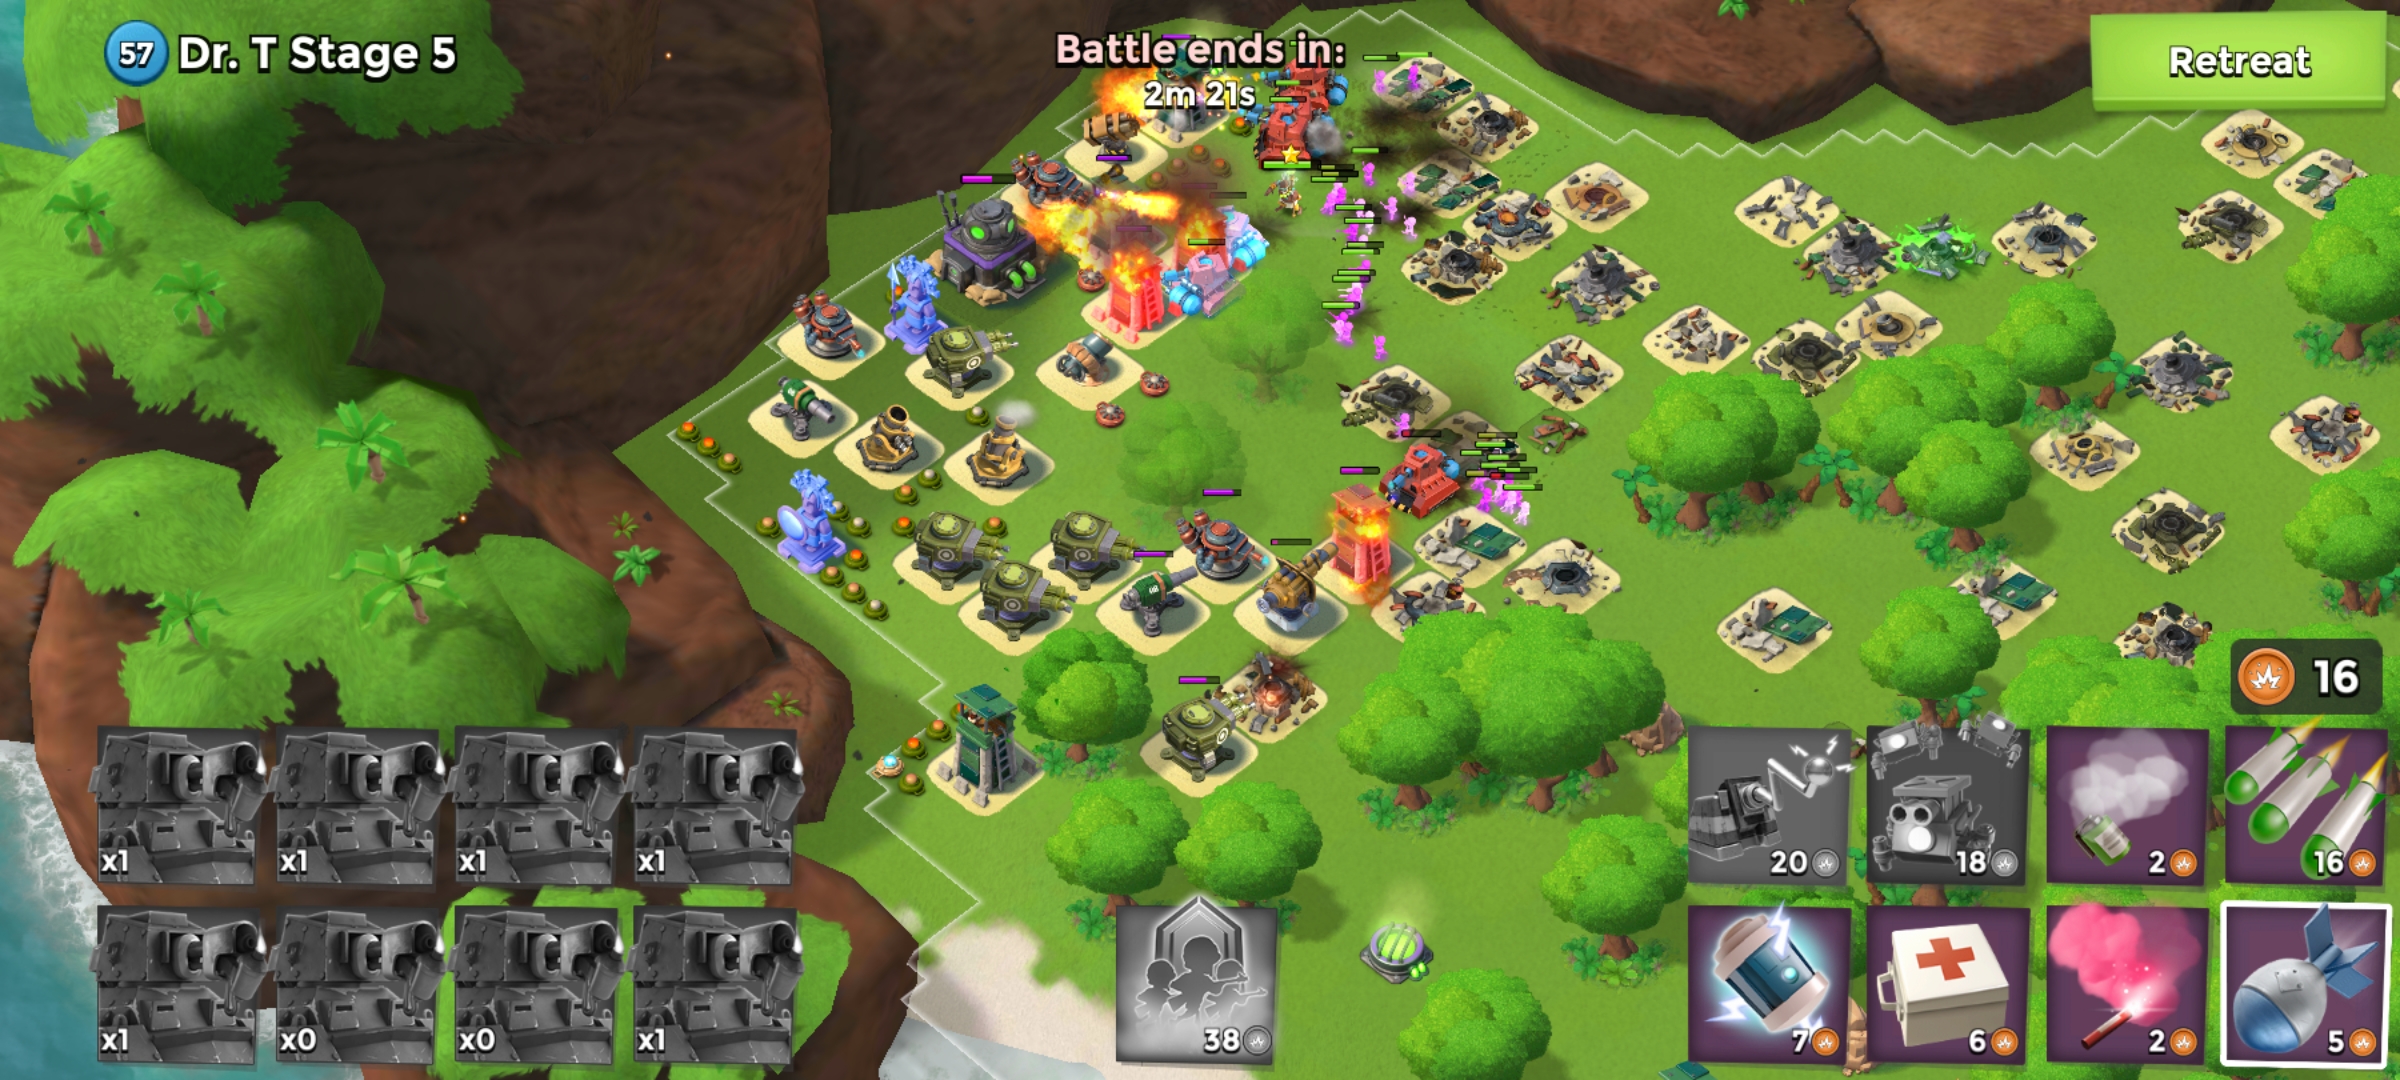 57 Dr. T Stage 5
Battle ends in:
2m 21s
Retreat
16
x1
x1
x1
x1
20
18
2
16
x1
x0
x0
x1
38
7
6
2
5